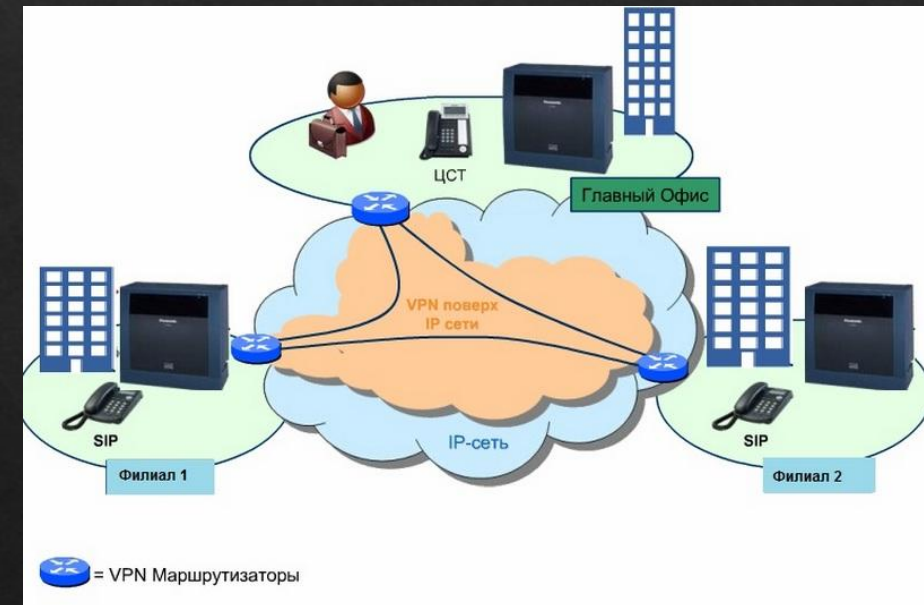 ЦСТ
Главный Офис
VPN поверх
IP сети
SIP
SIP
IP-сеть
Филиал 1
Филиал 2
= VPN Маршрутизаторы